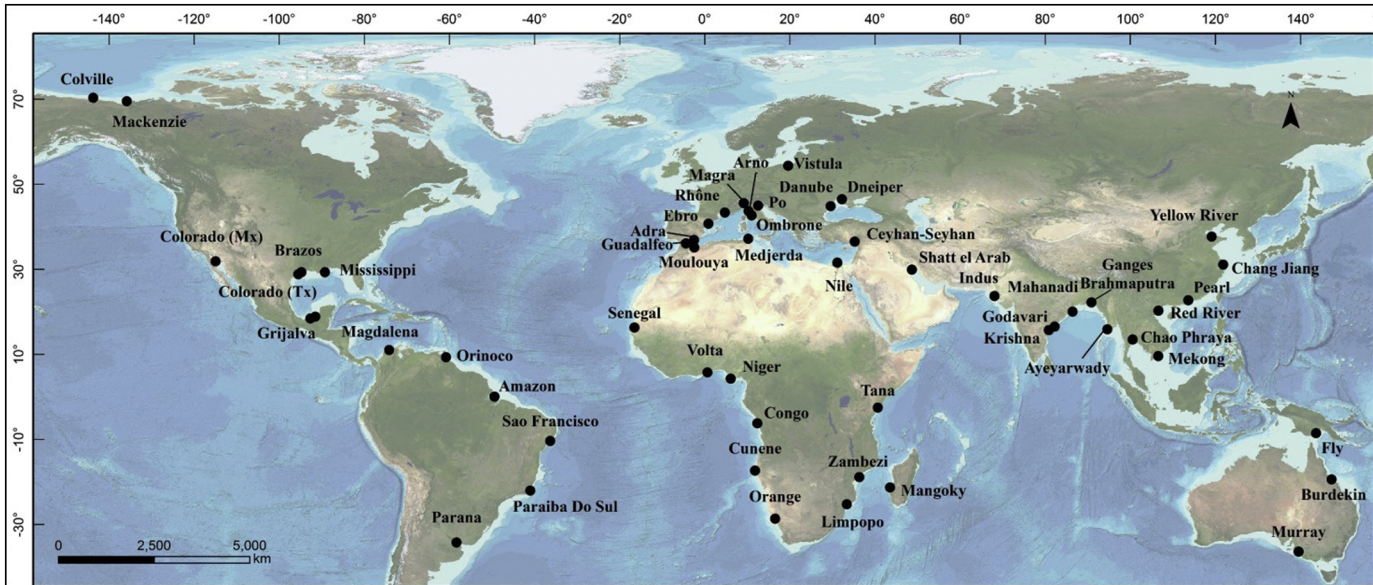 -140 -120 -100 -80 -60 -40 -20 0 20 40 60 80 100 120 140
70°
50°
30°
10°
-10°
-30°
N
Colville
Mackenzie
Arno
Vistula
Magra
Danube
Dneiper
Rhône
Po
Ebro
Ombrone
Adra
Guadalfeo
Moulouya
Medjerda
Ceyhan-Seyhan
Yellow River
Colorado (Mx)
Brazos
Mississippi
Colorado (Tx)
Shatt el Arab
Nile
Indus
Mahanadi
Ganges
Brahmaputra
Chang Jiang
Pearl
Grijalva
Magdalena
Senegal
Godavari
Krishna
Red River
Chao Phraya
Ayeyarwady
Mekong
Orinoco
Volta
Niger
Amazon
Tana
Sao Francisco
Congo
Fly
Cunene
Zambezi
Paraiba Do Sul
Orange
Mangoky
Burdekin
Parana
Limpopo
Murray
0 2,500 5,000
km